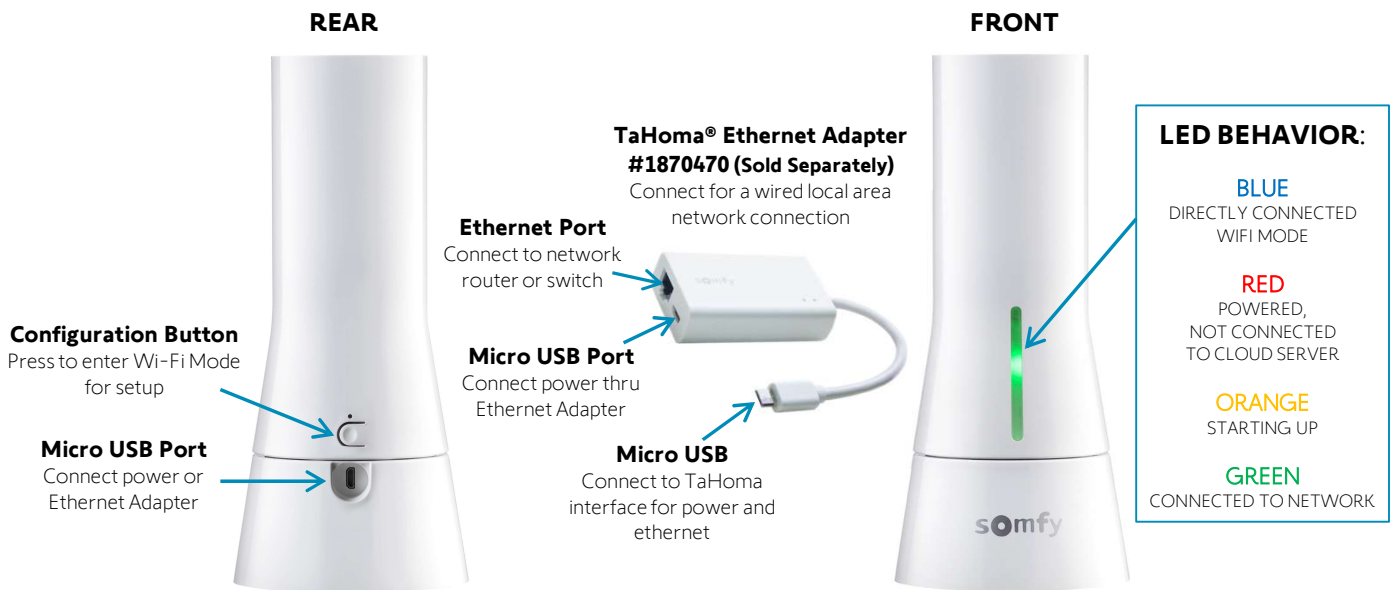 REAR
FRONT
TaHoma® Ethernet Adapter
#1870470 (Sold Separately)
Connect for a wired local area
network connection
Ethernet Port
Connect to network
router or switch
somfy
Configuration Button
Press to enter Wi-Fi Mode
for setup
Micro USB Port
Connect power thru
Ethernet Adapter
Micro USB Port
Connect power or
Ethernet Adapter
Micro USB
Connect to TaHoma
interface for power and
ethernet
somfy
LED BEHAVIOR:
BLUE
DIRECTLY CONNECTED
WIFI MODE
RED
POWERED,
NOT CONNECTED
TO CLOUD SERVER
ORANGE
STARTING UP
GREEN
CONNECTED TO NETWORK